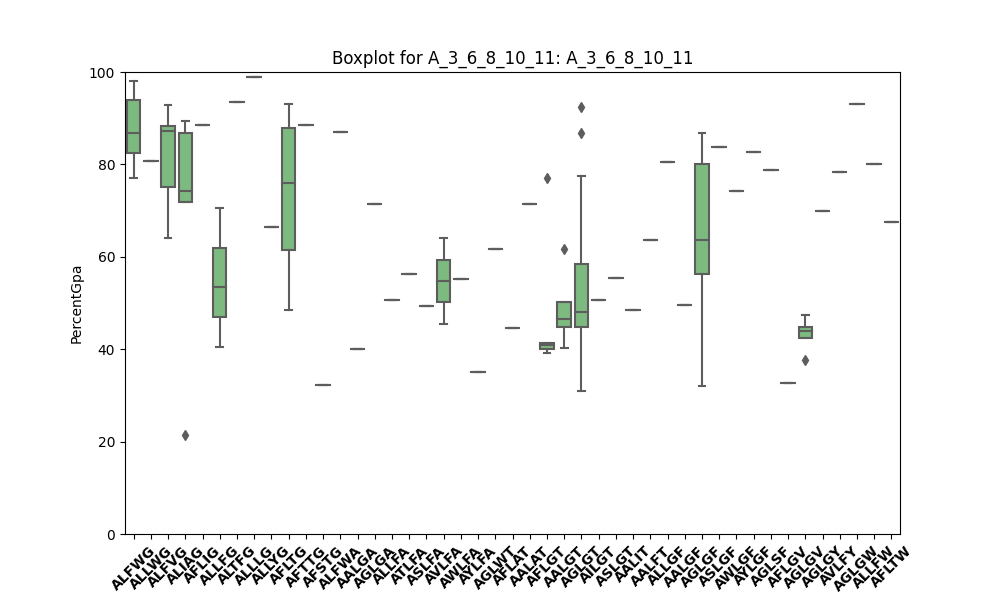 Boxplot for A_3_6_8_10_11: A_3_6_8_10_11
PercentGpa
100
80
60
40
20
0
ALFWG
ALLWG
ALFVG
ALIAG
AFLIG
ALLFG
ALTFG
ALLLG
ALLYG
AFLTG
AFTTG
AFSTG
ALFWA
AALGA
AGLGA
ALLFA
ATLFA
ASLFA
AVLFA
AWLFA
AYLFA
AGLWT
AFLAT
AALAT
AFLGT
AALGT
AGLGT
ALLGT
ASLGT
AALIT
AALFT
ALLGF
AALGF
AGLGF
ASLGF
AWLGF
AYLGF
AGLSF
AFLGV
AGLGV
AGLGY
AVLFY
AGLGW
ALLFW
AFLTW